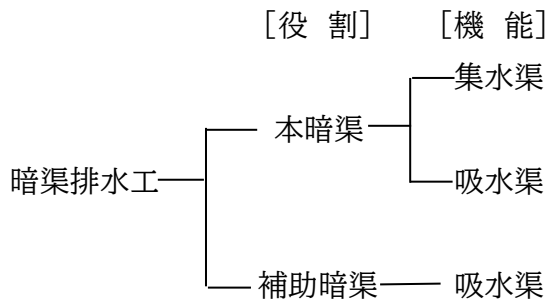 ［役 割］ ［機 能］
集水渠
本暗渠
暗渠排水工
吸水渠
補助暗渠 吸水渠